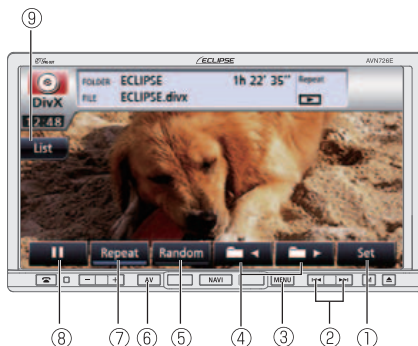 ⑨
ECLIPSE AVN726E
DivX
FOLDER ECLIPSE 1h 22' 35" Repeat
FILE ECLIPSE.divx
12:48
List
Repeat Random Set
− + AV NAVI MENU M
⑧ ⑦ ⑥ ⑤ ④ ③ ② ①